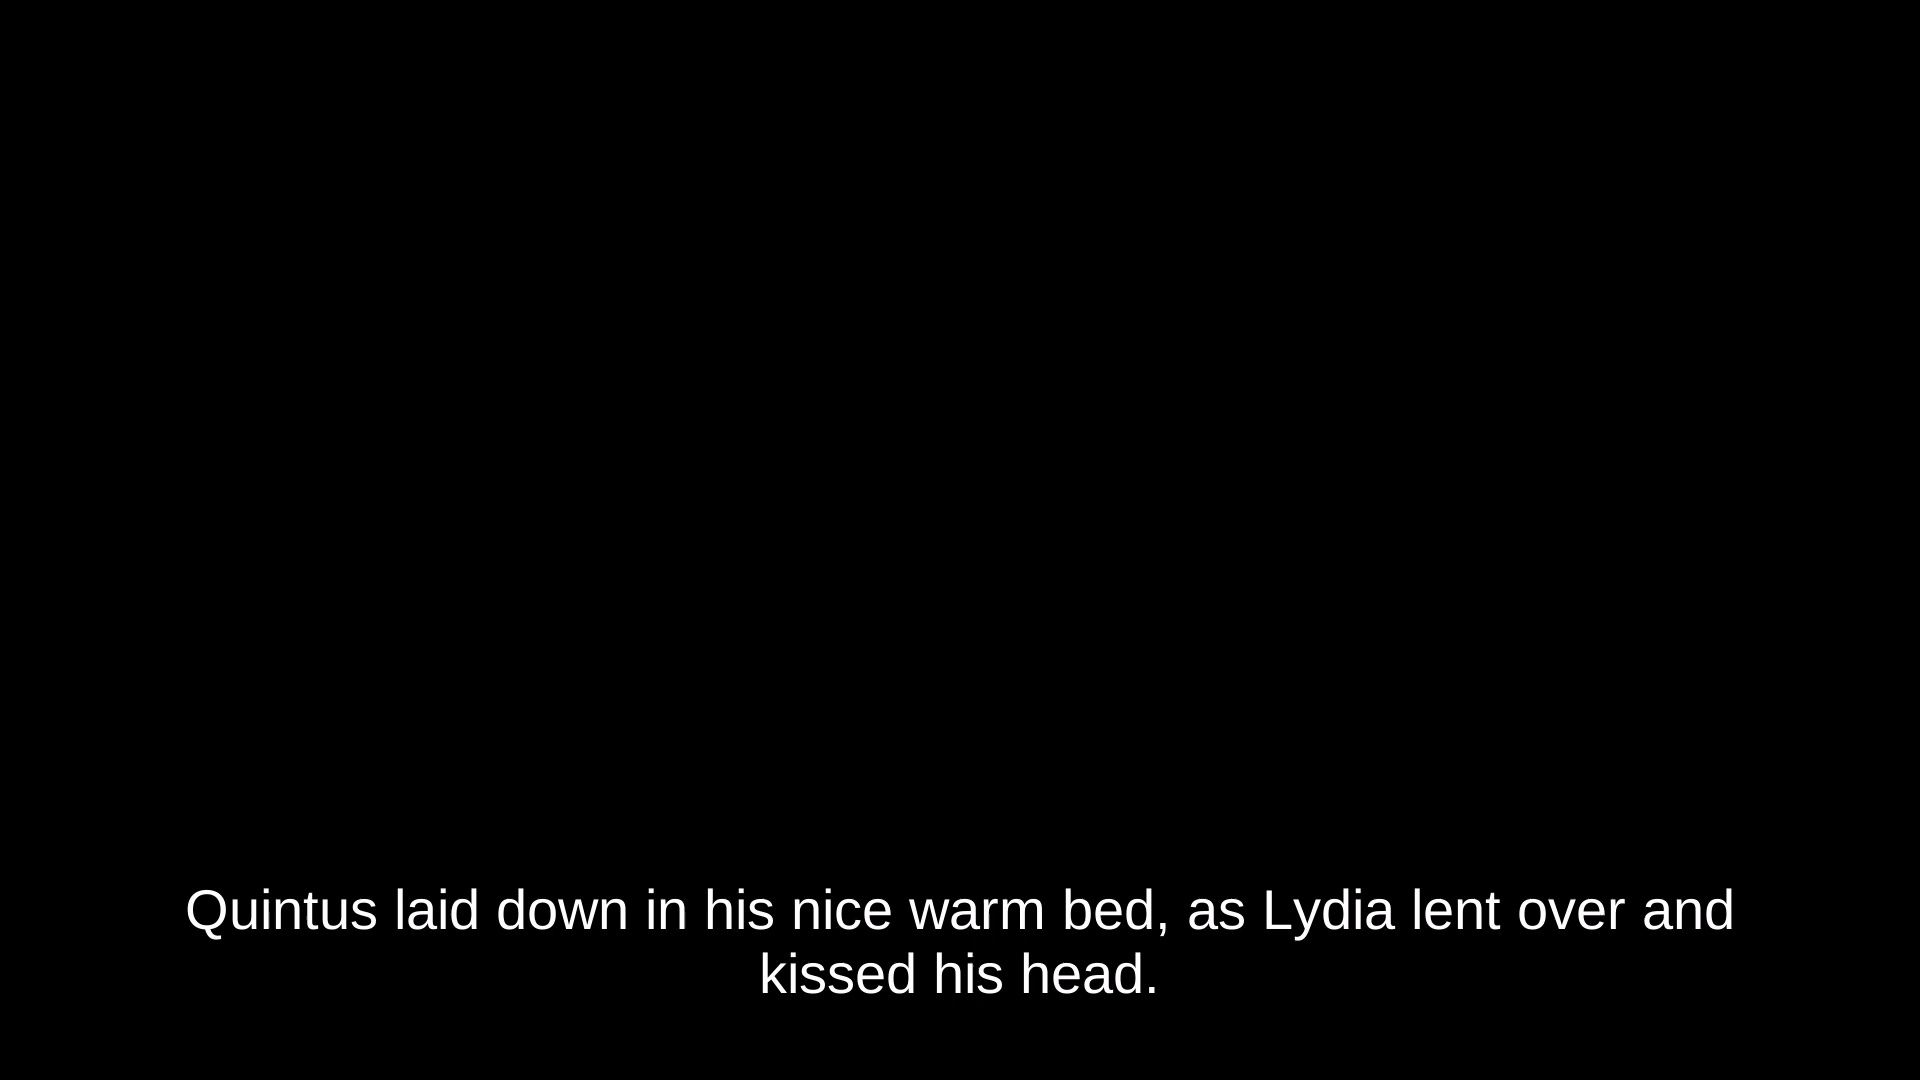 Quintus laid down in his nice warm bed, as Lydia lent over and
kissed his head.